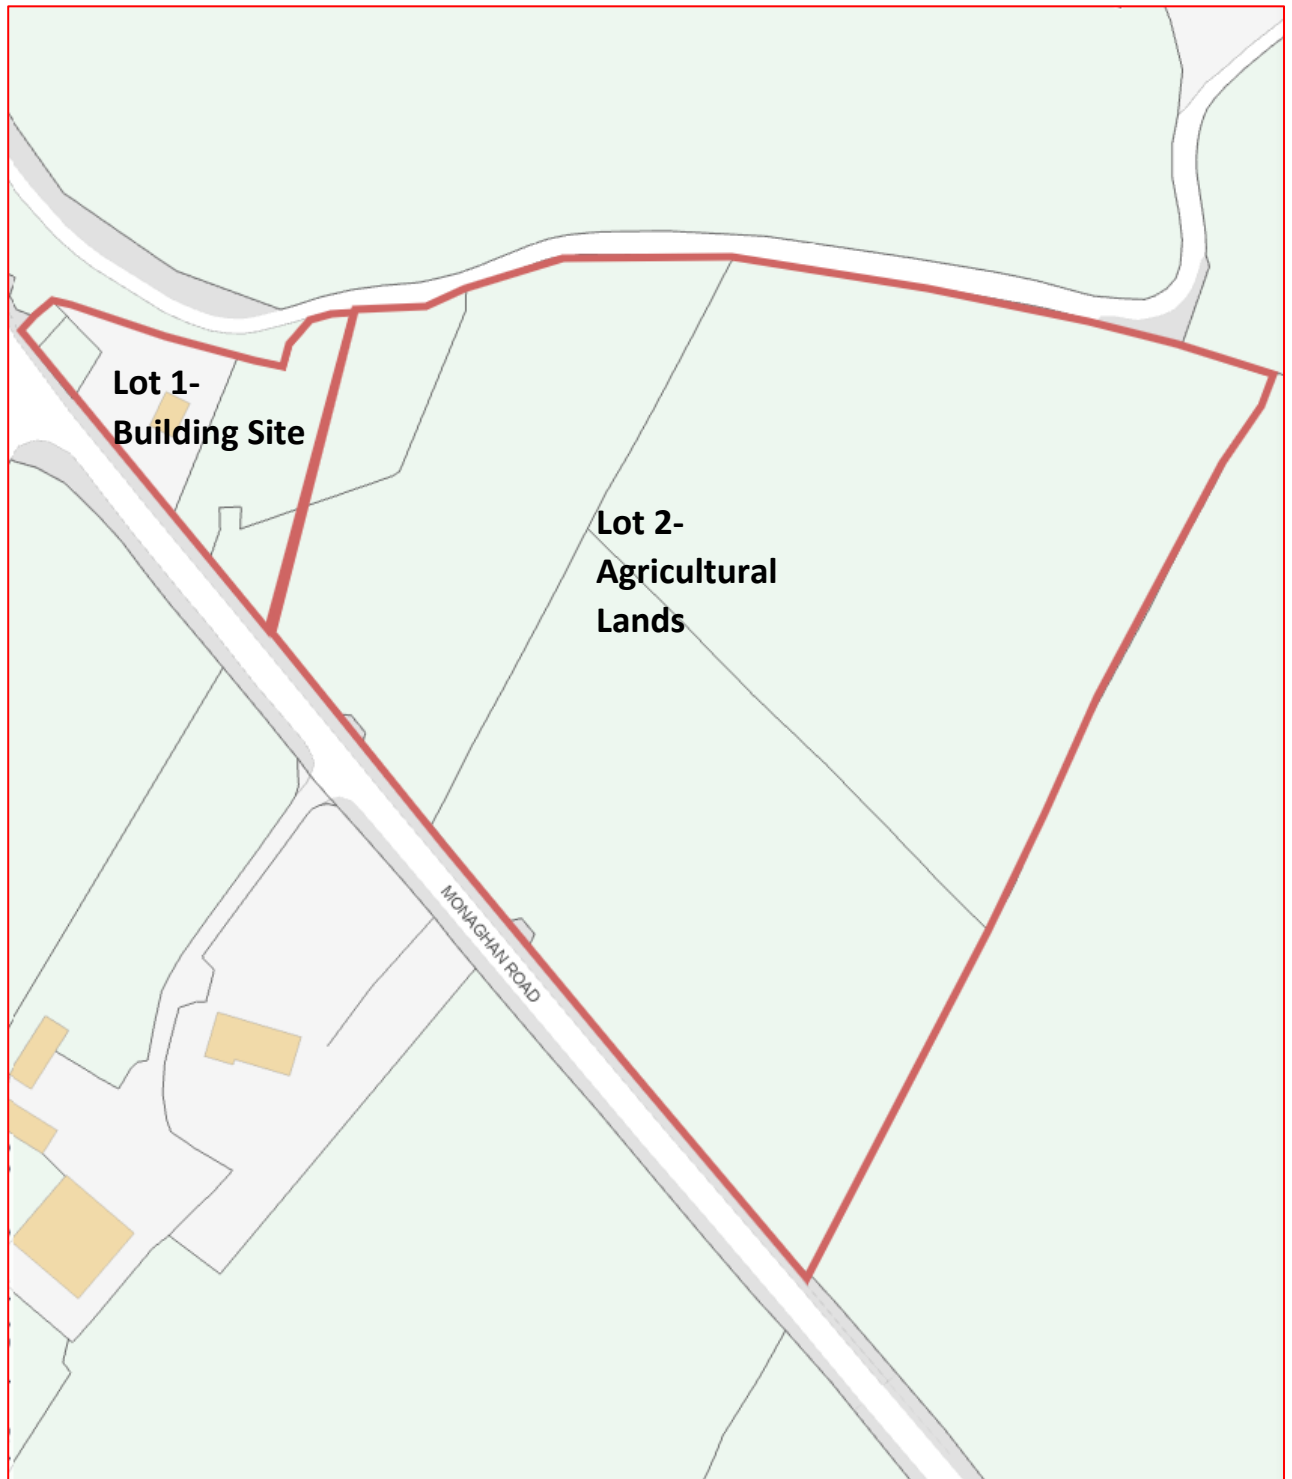 Lot 1-
Building Site
Lot 2-
Agricultural
Lands
MONAGHAN ROAD